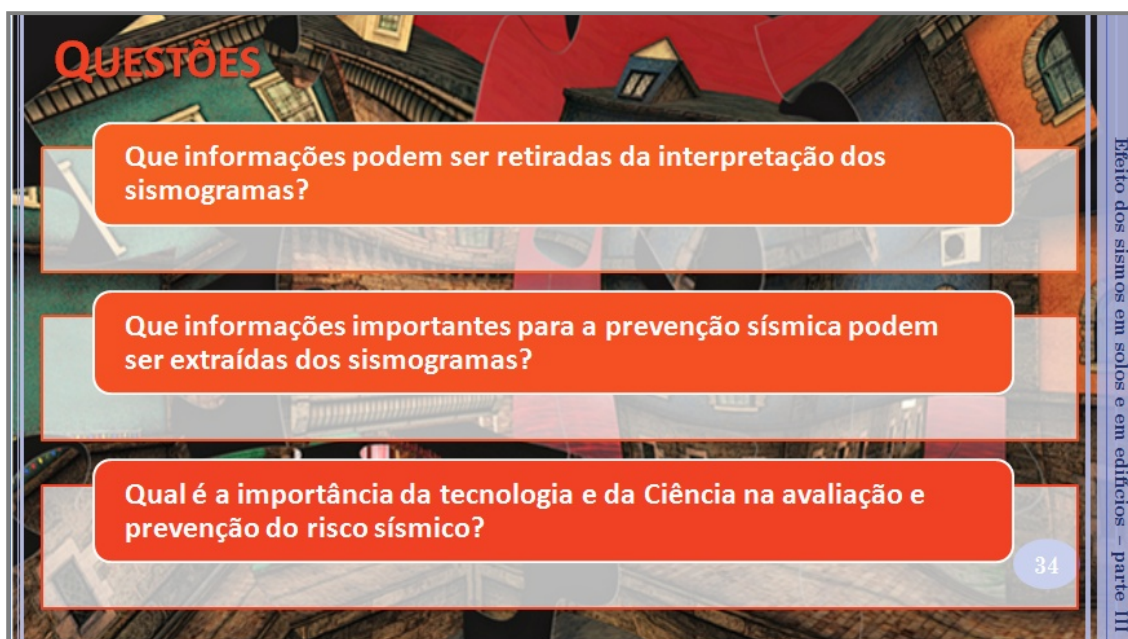 QUESTÕES
Que informações podem ser retiradas da interpretação dos
sismogramas?
Que informações importantes para a prevenção sísmica podem
ser extraídas dos sismogramas?
Qual é a importância da tecnologia e da Ciência na avaliação e
prevenção do risco sísmico?
34
Efeito dos sismos em solos e em edifícios – parte III